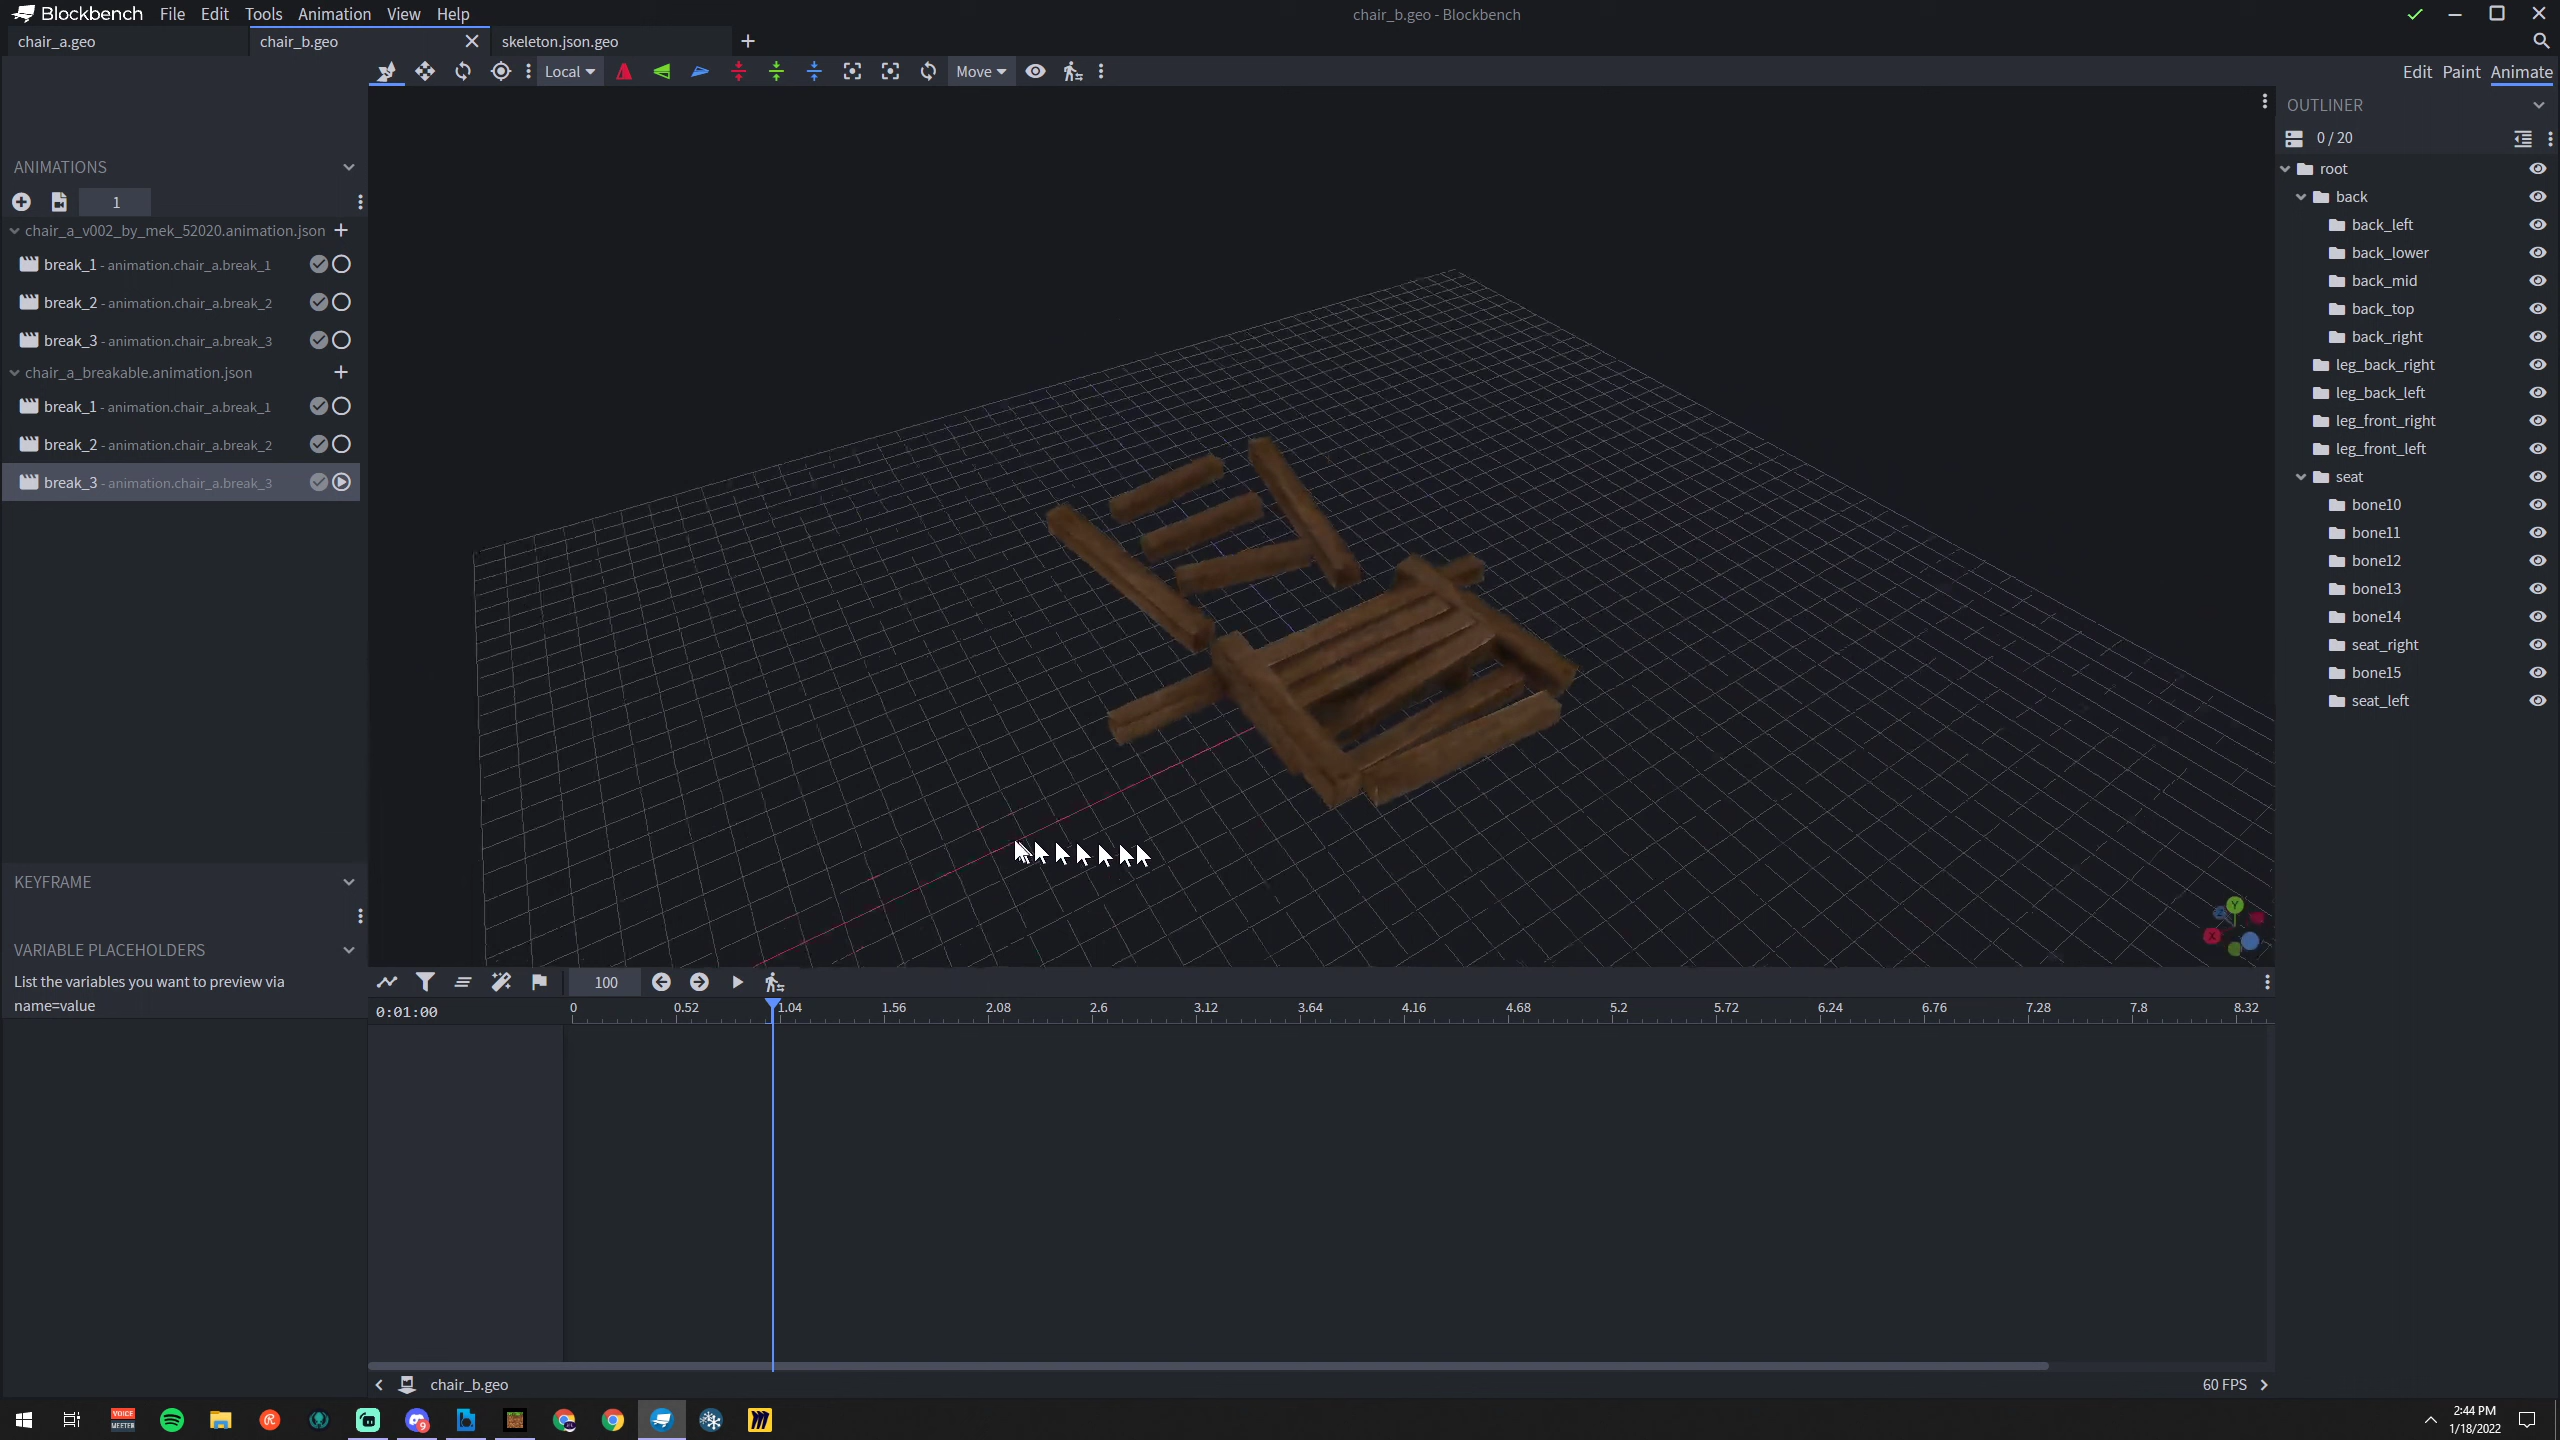 Blockbench File Edit Tools Animation View Help chair_b.geo - Blockbench
chair_a.geo chair_b.geo skeleton.json.geo
Local Move Edit Paint Animate
OUTLINER
0 / 20
root
back
back_left
back_lower
back_mid
back_top
back_right
leg_back_right
leg_back_left
leg_front_right
leg_front_left
seat
bone10
bone11
bone12
bone13
bone14
seat_right
bone15
seat_left
ANIMATIONS
1
chair_a_v002_by_mek_52020.animation.json
break_1 - animation.chair_a.break_1
break_2 - animation.chair_a.break_2
break_3 - animation.chair_a.break_3
chair_a_breakable.animation.json
break_1 - animation.chair_a.break_1
break_2 - animation.chair_a.break_2
break_3 - animation.chair_a.break_3
KEYFRAME
VARIABLE PLACEHOLDERS
List the variables you want to preview via
name=value
Y
X
100
0:01:00 0 0.52 1.04 1.56 2.08 2.6 3.12 3.64 4.16 4.68 5.2 5.72 6.24 6.76 7.28 7.8 8.32
chair_b.geo 60 FPS
VOICE
MEETER
9
2:44 PM
1/18/2022